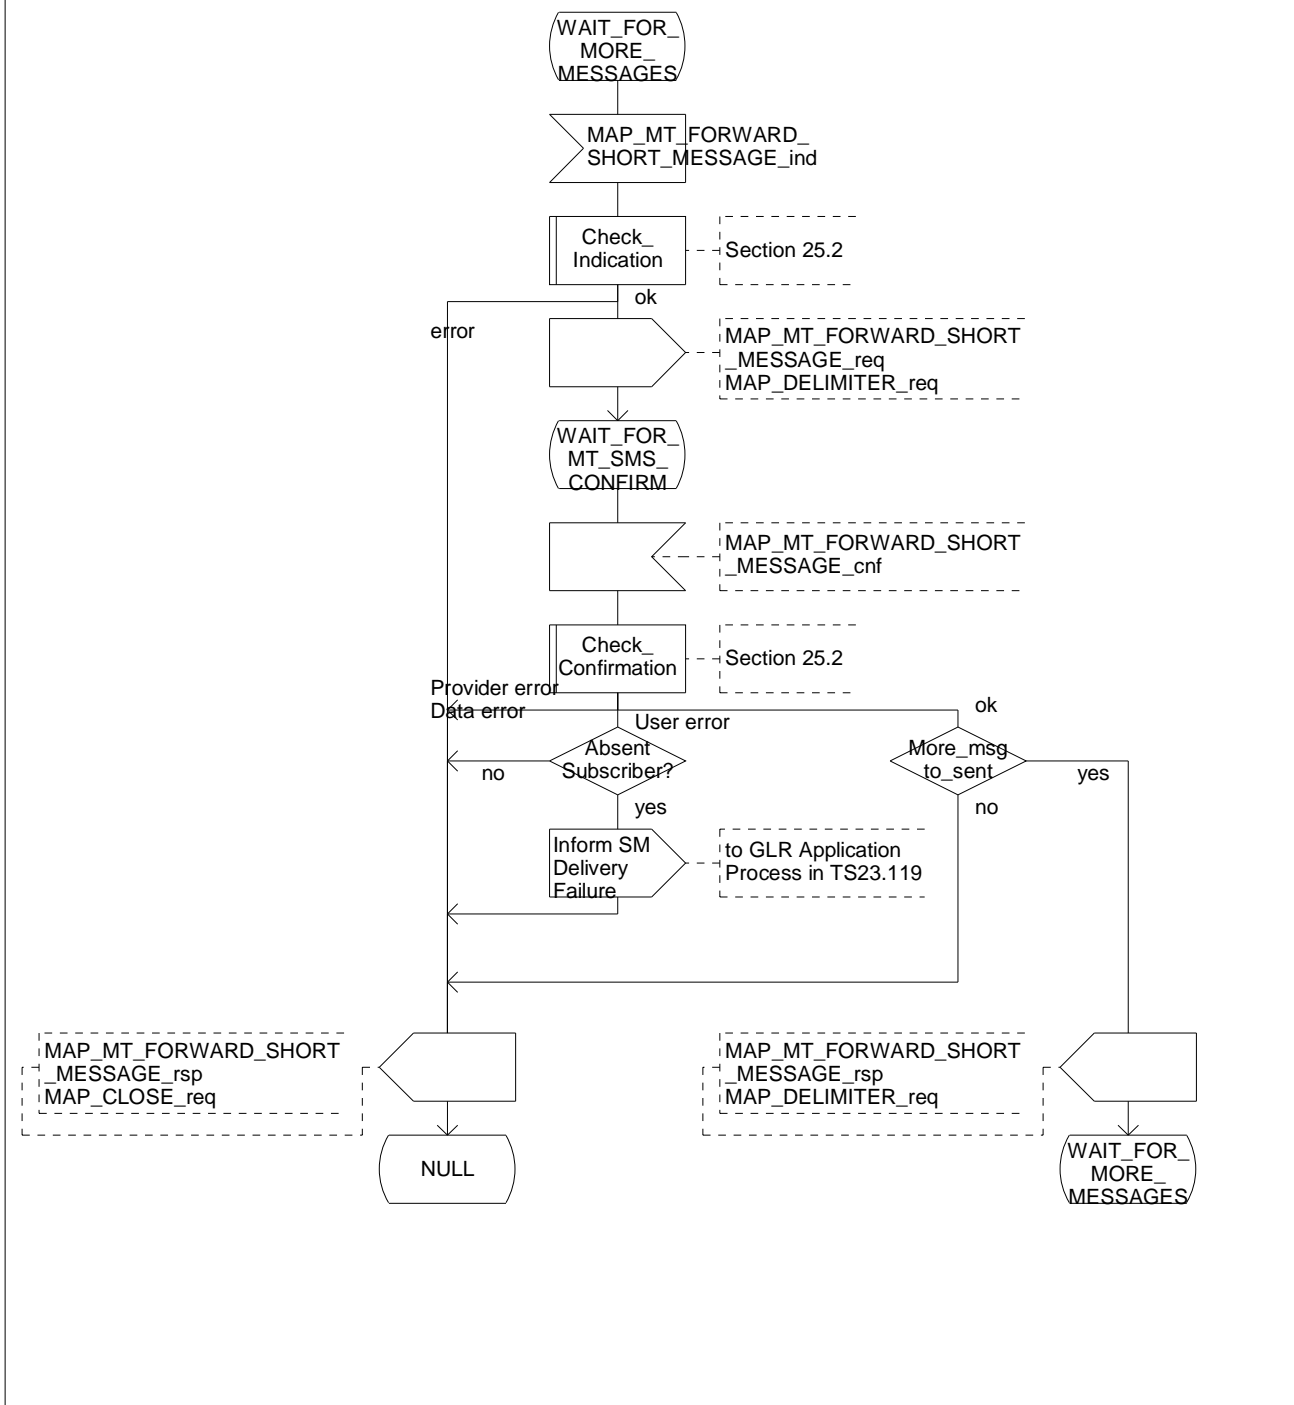 WAIT_FOR_
MORE_
MESSAGES
MAP_MT_FORWARD_
SHORT_MESSAGE_ind
Check_
Indication
Section 25.2
ok
error
MAP_MT_FORWARD_SHORT
_MESSAGE_req
MAP_DELIMITER_req
WAIT_FOR_
MT_SMS_
CONFIRM
MAP_MT_FORWARD_SHORT
_MESSAGE_cnf
Check_
Confirmation
Section 25.2
Provider error
Data error
User error
ok
Absent
Subscriber?
no
yes
More_msg
to_sent
yes
no
Inform SM
Delivery
Failure
to GLR Application
Process in TS23.119
MAP_MT_FORWARD_SHORT
_MESSAGE_rsp
MAP_CLOSE_req
MAP_MT_FORWARD_SHORT
_MESSAGE_rsp
MAP_DELIMITER_req
NULL
WAIT_FOR_
MORE_
MESSAGES